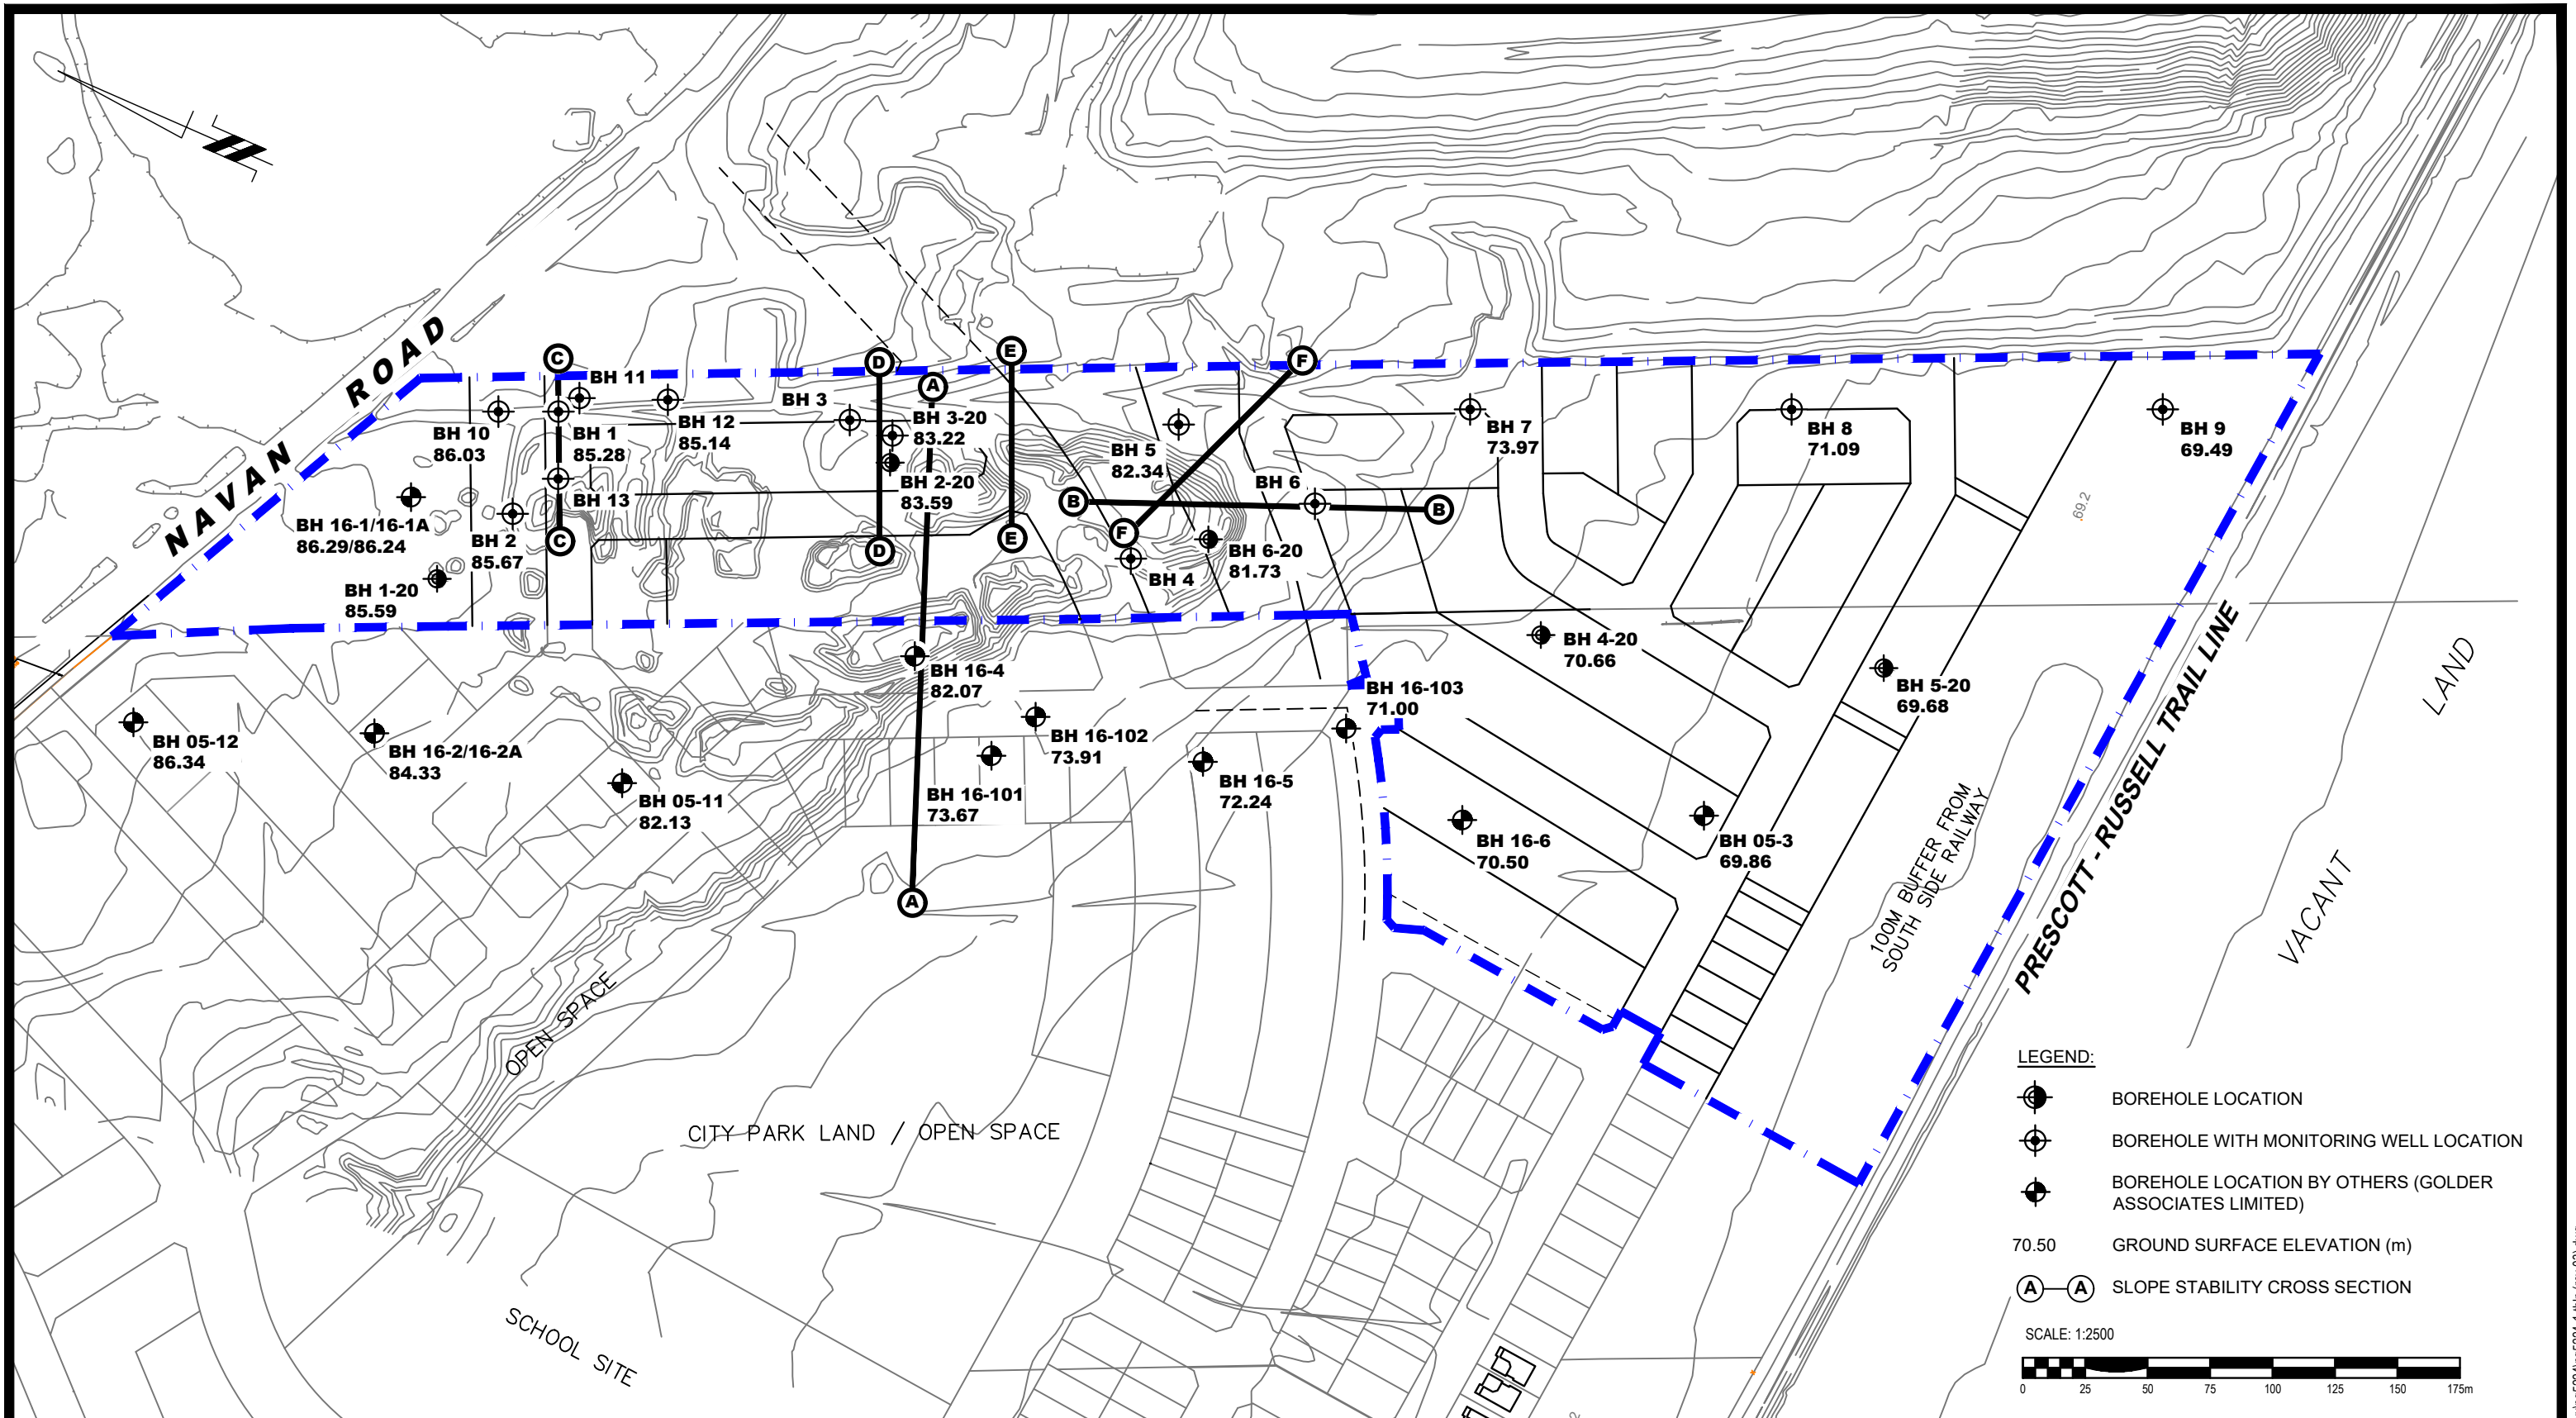 NAVAN ROAD
C
BH 11
D
A
E
F
BH 3
BH 10
86.03
BH 1
85.28
BH 12
85.14
BH 3-20
83.22
BH 5
82.34
BH 7
73.97
BH 8
71.09
BH 9
69.49
BH 2-20
83.59
BH 6
BH 13
B
B
BH 16-1/16-1A
86.29/86.24
BH 2
85.67
C
D
E
F
BH 6-20
81.73
BH 4
BH 1-20
85.59
69.2
BH 4-20
70.66
BH 16-4
82.07
BH 16-103
71.00
BH 5-20
69.68
LAND
VACANT
BH 05-12
86.34
BH 16-2/16-2A
84.33
BH 16-102
73.91
BH 16-101
73.67
BH 16-5
72.24
BH 05-11
82.13
BH 16-6
70.50
BH 05-3
69.86
A
100M BUFFER FROM
SOUTH SIDE RAILWAY
PRESCOTT - RUSSELL TRAIL LINE
OPEN SPACE
CITY PARK LAND / OPEN SPACE
SCHOOL SITE
LEGEND:
BOREHOLE LOCATION
BOREHOLE WITH MONITORING WELL LOCATION
BOREHOLE LOCATION BY OTHERS (GOLDER
ASSOCIATES LIMITED)
70.50 GROUND SURFACE ELEVATION (m)
A A SLOPE STABILITY CROSS SECTION
SCALE: 1:2500
0 25 50 75 100 125 150 175m